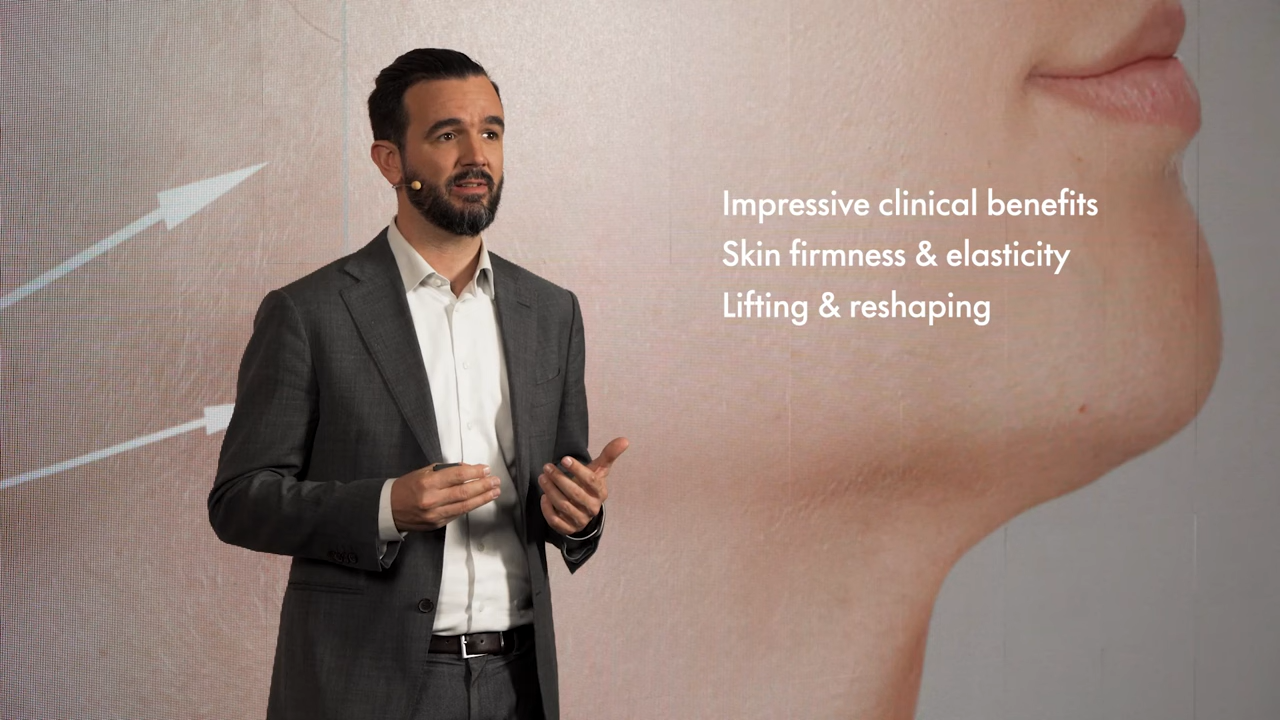 Impressive clinical benefits
Skin firmness & elasticity
Lifting & reshaping